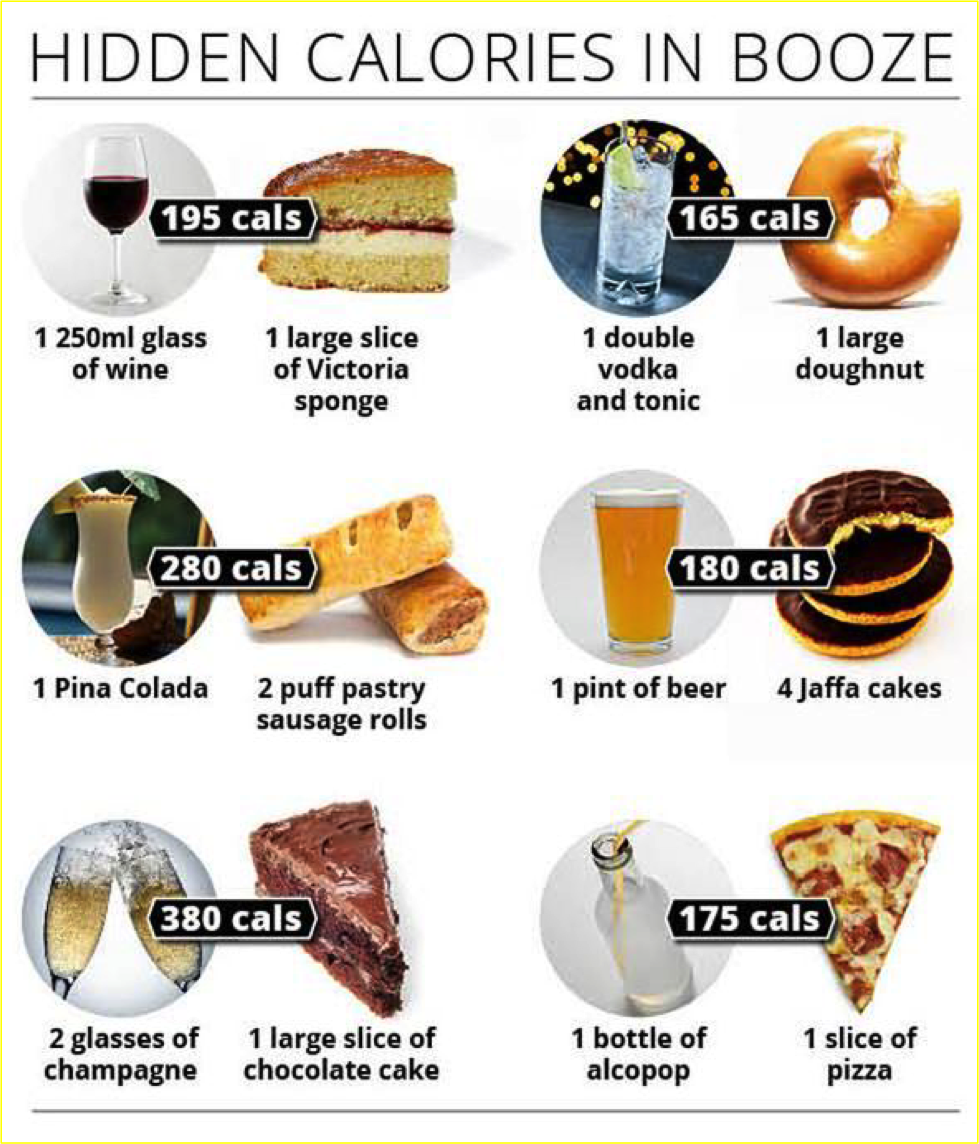 HIDDEN CALORIES IN BOOZE
195 cals
1 250ml glass
of wine
1 large slice
of Victoria
sponge
165 cals
1 double
vodka
and tonic
1 large
doughnut
280 cals
1 Pina Colada
2 puff pastry
sausage rolls
180 cals
1 pint of beer
4 Jaffa cakes
380 cals
2 glasses of
champagne
1 large slice of
chocolate cake
175 cals
1 bottle of
alcopop
1 slice of
pizza